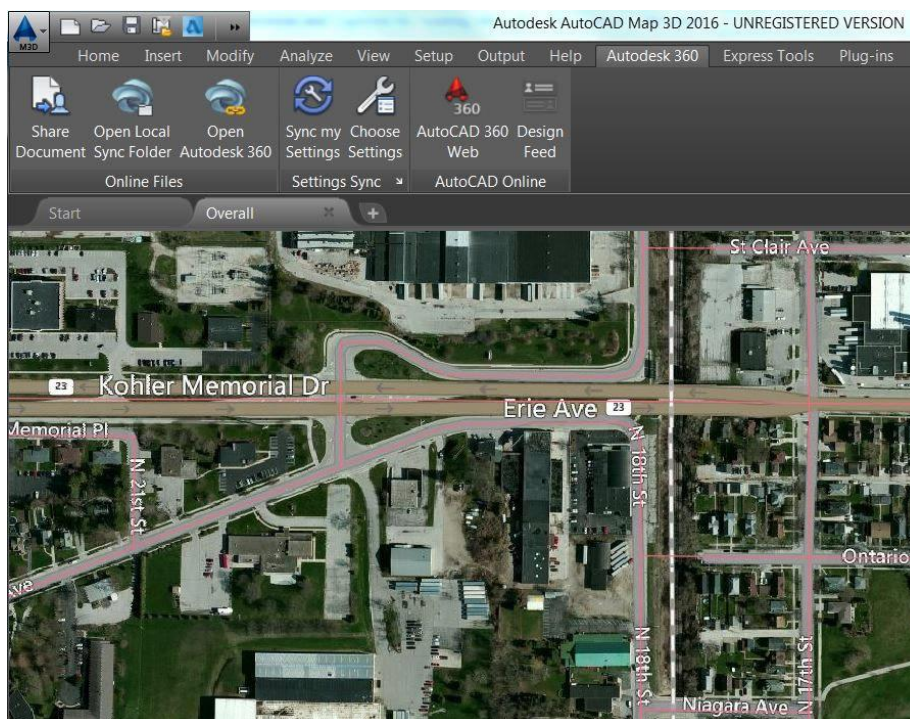 Autodesk AutoCAD Map 3D 2016 - UNREGISTERED VERSION
M3D
Home Insert Modify Analyze View Setup Output Help Autodesk 360 Express Tools Plug-ins
360
Share Document
Open Local Sync Folder
Open Autodesk 360
Sync my Settings
Choose Settings
AutoCAD 360 Web
Design Feed
Online Files
Settings Sync
AutoCAD Online
Start
Overall
St Clair Ave
23
Kohler Memorial Dr
Erie Ave
23
Memorial Pl
N 21st St
N 18th St
Ontario
Ave
N 18th St
N 17th St
Niagara Ave